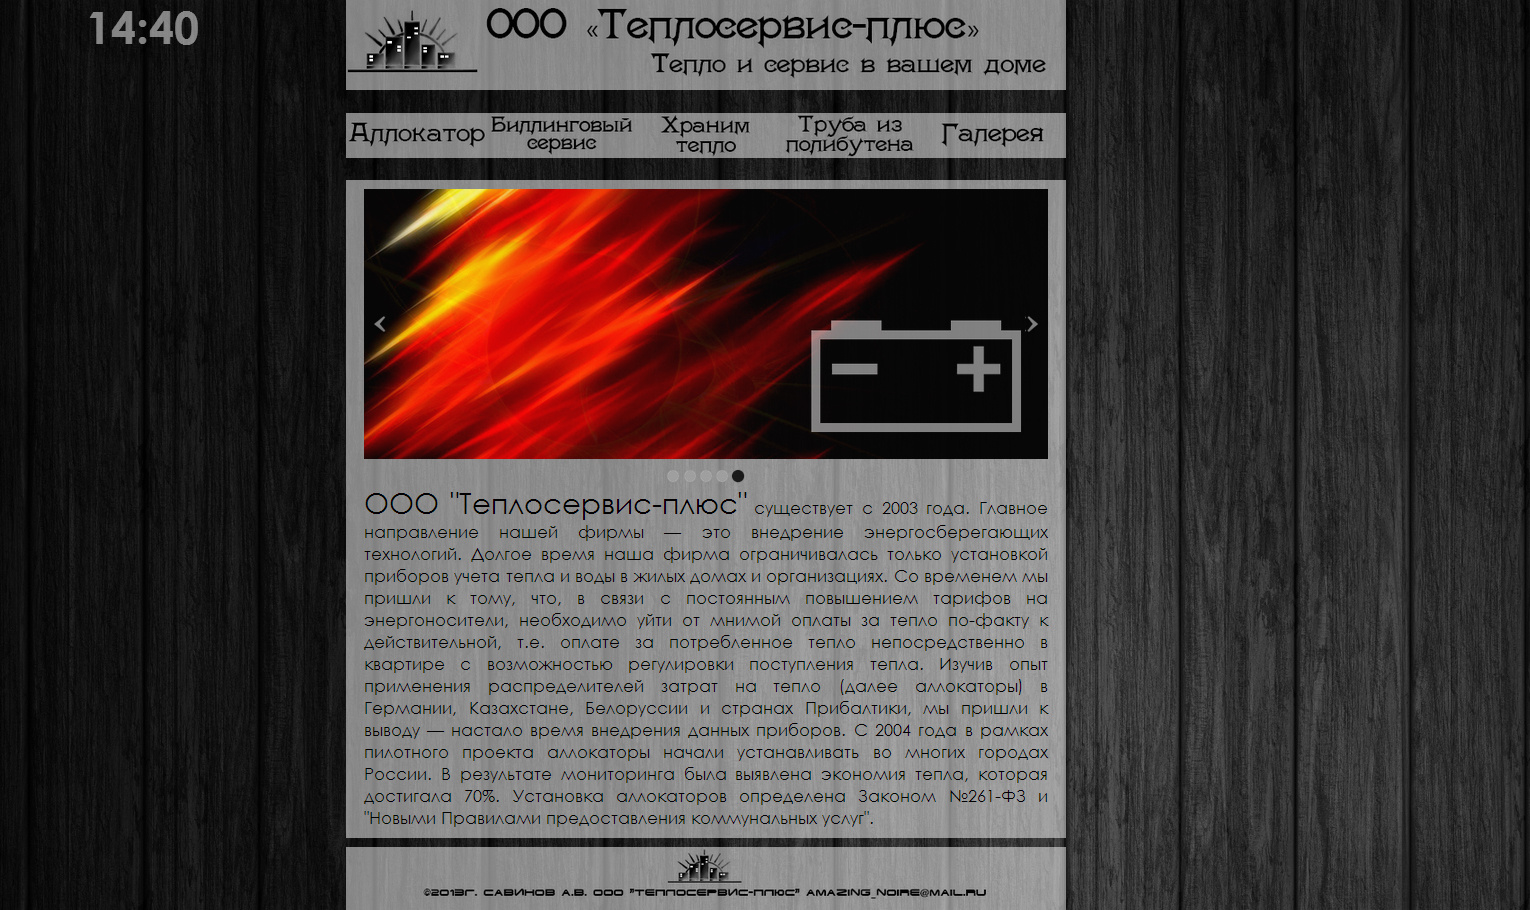 14:40
ООО «Теплосервис-плюс»
Тепло и сервис в вашем доме
Аллокатор
Биллинговый
сервис
Храним
тепло
Труба из
полибутена
Галерея
ООО "Теплосервис-плюс" существует с 2003 года. Главное
направление нашей фирмы — это внедрение энергосберегающих
технологий. Долгое время наша фирма ограничивалась только установкой
приборов учета тепла и воды в жилых домах и организациях. Со временем мы
пришли к тому, что, в связи с постоянным повышением тарифов на
энергоносители, необходимо уйти от мнимой оплаты за тепло по-факту к
действительной, т.е. оплате за потребленное тепло непосредственно в
квартире с возможностью регулировки поступления тепла. Изучив опыт
применения распределителей затрат на тепло (далее аллокаторы) в
Германии, Казахстане, Белоруссии и странах Прибалтики, мы пришли к
выводу — настало время внедрения данных приборов. С 2004 года в рамках
пилотного проекта аллокаторы начали устанавливать во многих городах
России. В результате мониторинга была выявлена экономия тепла, которая
достигала 70%. Установка аллокаторов определена Законом №261-ФЗ и
"Новыми Правилами предоставления коммунальных услуг".
©2013Г. САВИНОВ А.В. ООО "ТЕПЛОСЕРВИС-ПЛЮС" AMAZING_NOIRE@MAIL.RU